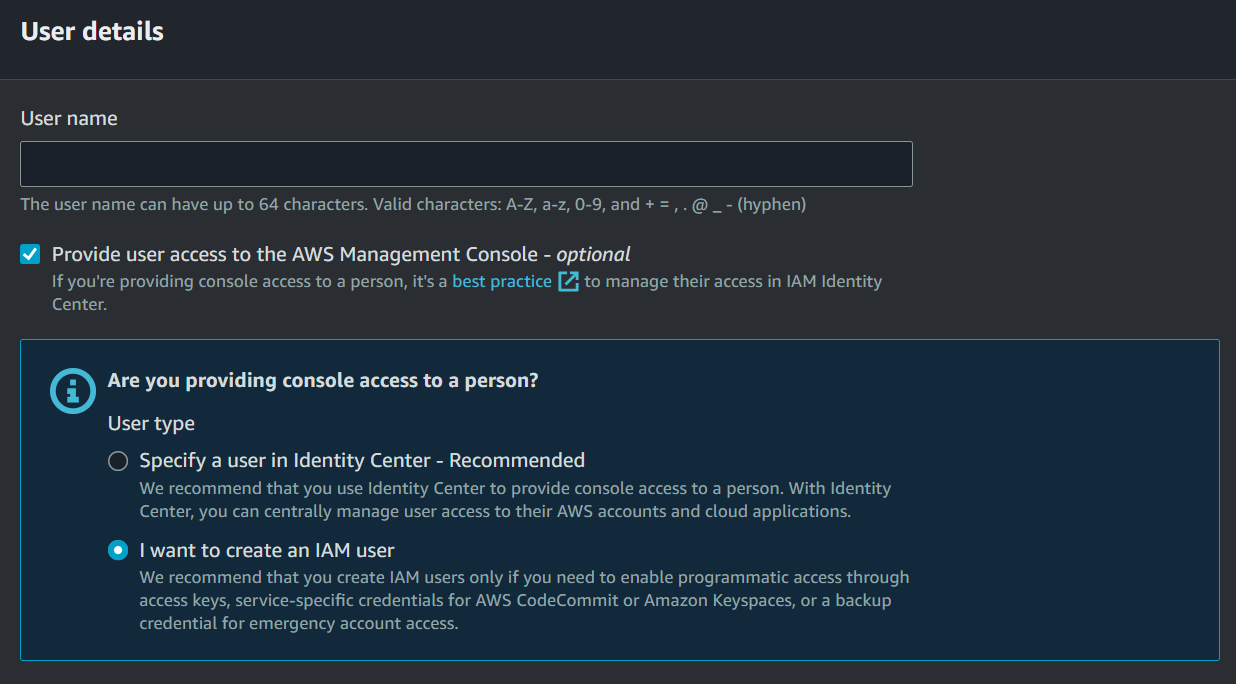 User details
User name
The user name can have up to 64 characters. Valid characters: A-Z, a-z, 0-9, and + = , . @ _ - (hyphen)
Provide user access to the AWS Management Console - optional
If you're providing console access to a person, it's a best practice to manage their access in IAM Identity
Center.
Are you providing console access to a person?
User type
Specify a user in Identity Center - Recommended
We recommend that you use Identity Center to provide console access to a person. With Identity
Center, you can centrally manage user access to their AWS accounts and cloud applications.
I want to create an IAM user
We recommend that you create IAM users only if you need to enable programmatic access through
access keys, service-specific credentials for AWS CodeCommit or Amazon Keyspaces, or a backup
credential for emergency account access.